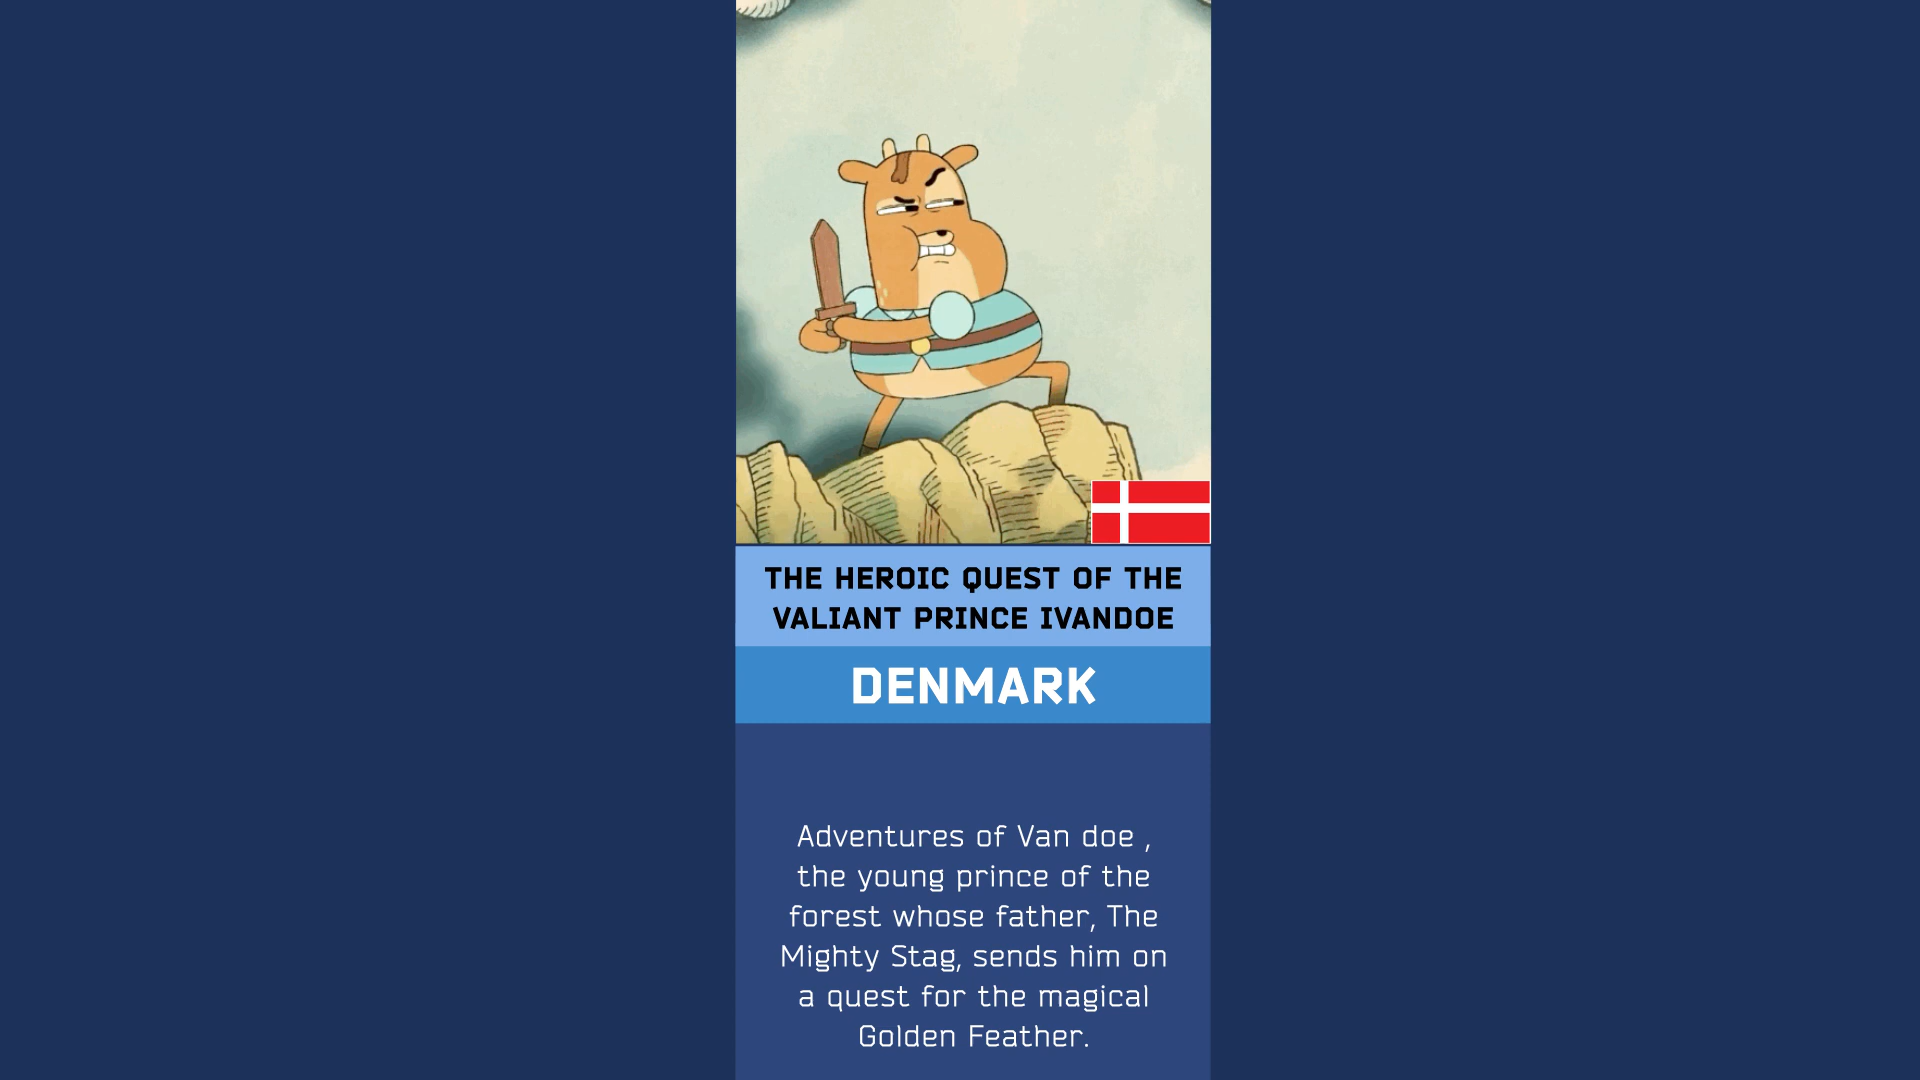 THE HEROIC QUEST OF THE
VALIANT PRINCE IVANDOE
DENMARK
Adventures of Van doe ,
the young prince of the
forest whose father, The
Mighty Stag, sends him on
a quest for the magical
Golden Feather.